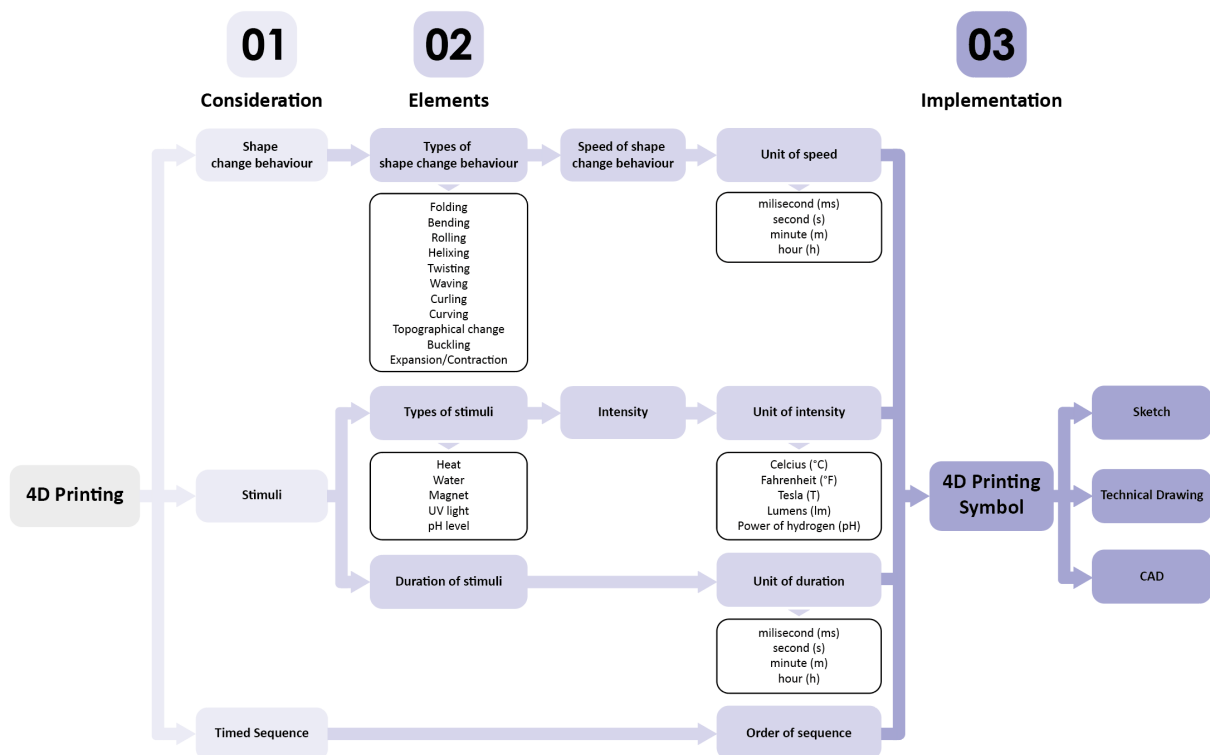 01
Consideration
02
Elements
03
Implementation
4D Printing
Shape
change behaviour
Types of
shape change behaviour
Speed of shape
change behaviour
Unit of speed
Folding
Bending
Rolling
Helixing
Twisting
Waving
Curling
Curving
Topographical change
Buckling
Expansion/Contraction
milisecond (ms)
second (s)
minute (m)
hour (h)
Stimuli
Types of stimuli
Intensity
Unit of intensity
Heat
Water
Magnet
UV light
pH level
Celcius (°C)
Fahrenheit (°F)
Tesla (T)
Lumens (lm)
Power of hydrogen (pH)
Duration of stimuli
Unit of duration
milisecond (ms)
second (s)
minute (m)
hour (h)
Timed Sequence
Order of sequence
4D Printing
Symbol
Sketch
Technical Drawing
CAD